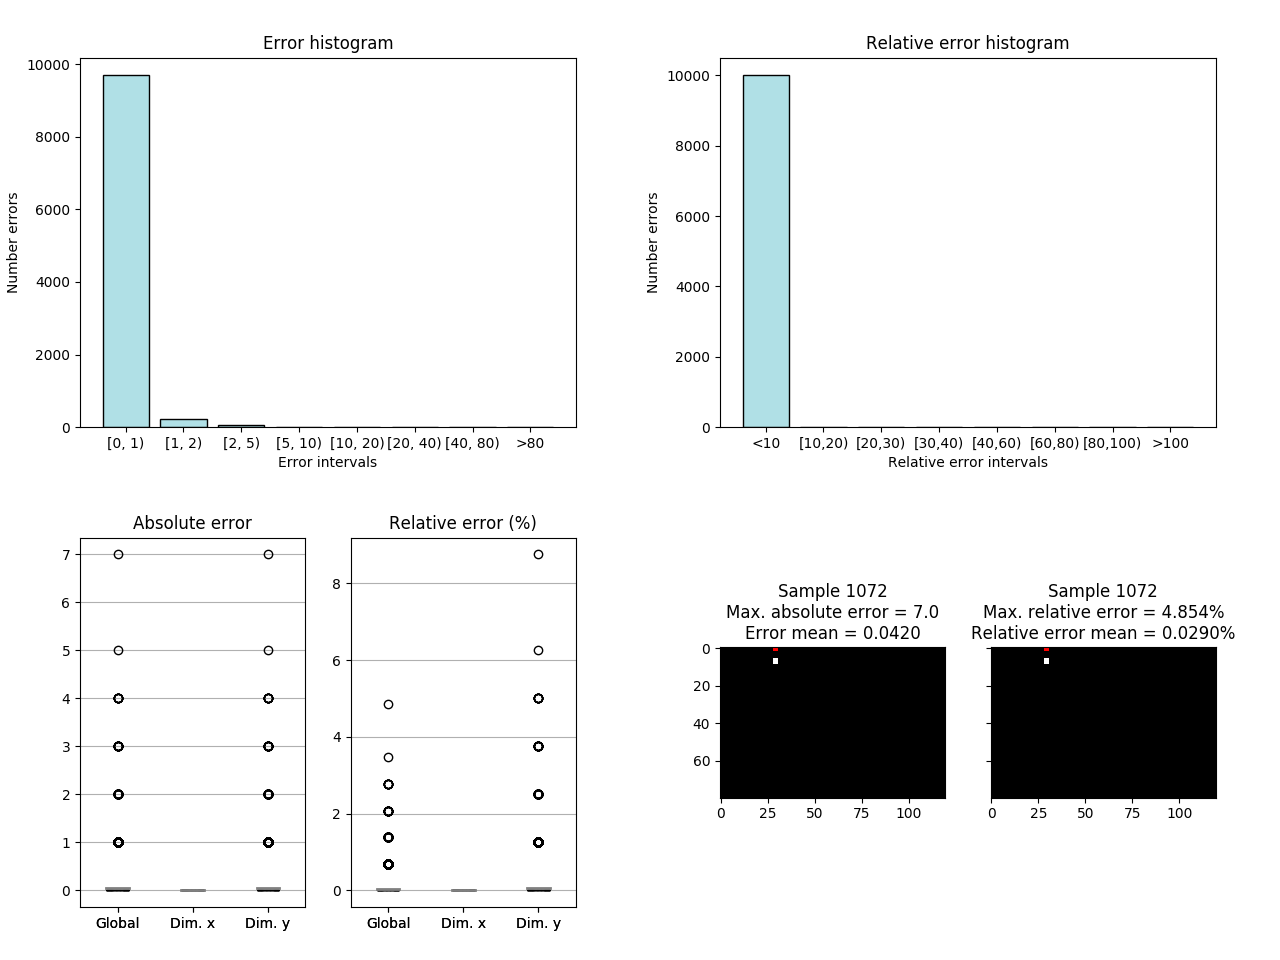 Error histogram
10000
8000
6000
4000
2000
0
Number errors
[0, 1) [1, 2) [2, 5) [5, 10) [10, 20) [20, 40) [40, 80) >80
Error intervals
Relative error histogram
10000
8000
6000
4000
2000
0
Number errors
<10 [10,20) [20,30) [30,40) [40,60) [60,80) [80,100) >100
Relative error intervals
Absolute error
7
6
5
4
3
2
1
0
Global Dim. x Dim. y
Relative error (%)
8
6
4
2
0
Global Dim. x Dim. y
Sample 1072
Max. absolute error = 7.0
Error mean = 0.0420
0
20
40
60
0 25 50 75 100
Sample 1072
Max. relative error = 4.854%
Relative error mean = 0.0290%
0 25 50 75 100